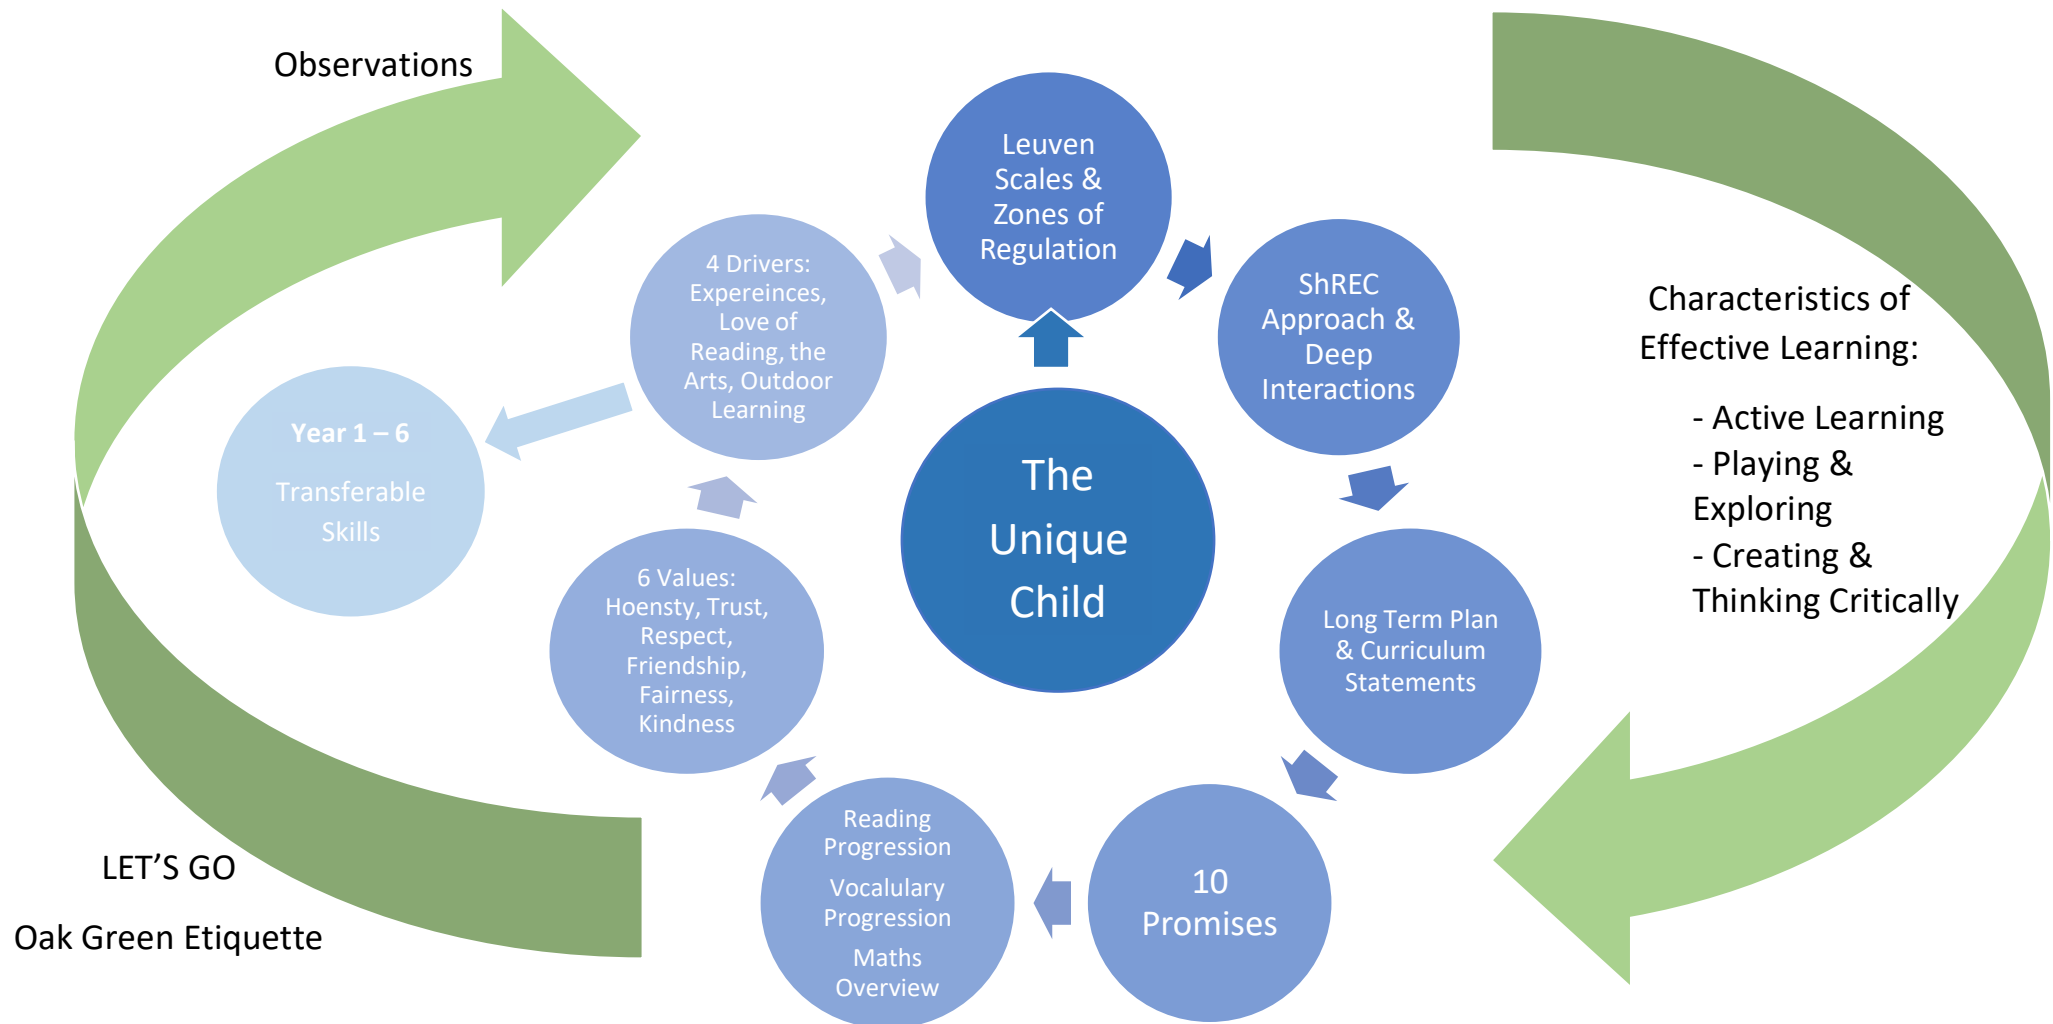 Observations
Leuven
Scales &
Zones of
Regulation
ShREC
Approach &
Deep
Interactions
Characteristics of
Effective Learning:
- Active Learning
- Playing &
Exploring
- Creating &
Thinking Critically
4 Drivers:
Expereinces,
Love of
Reading, the
Arts, Outdoor
Learning
Year 1 – 6
Transferable
Skills
The
Unique
Child
6 Values:
Hoensty, Trust,
Respect,
Friendship,
Fairness,
Kindness
Long Term Plan
& Curriculum
Statements
Reading
Progression
Vocalulary
Progression
Maths
Overview
10
Promises
LET’S GO
Oak Green Etiquette